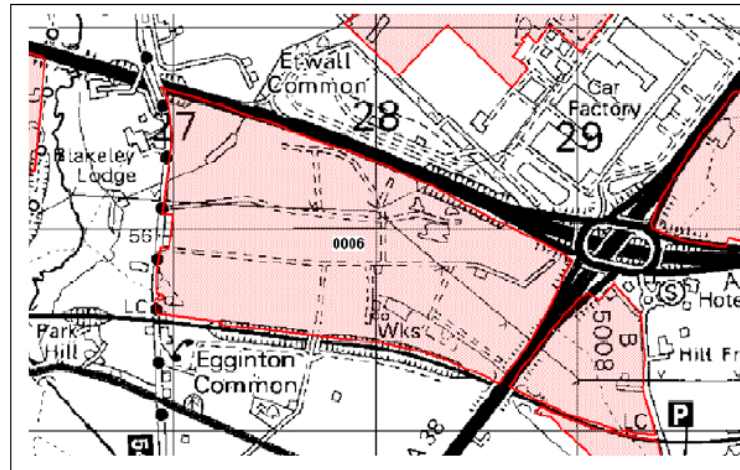 Etwall
Common
28
Car
Factory
29
47
Blakeley
Lodge
56
0006
LC
Park
Hill
Wks
Egginton
Common
A 38
B
5008
S
A
Hote
Hill Fr
LC
P